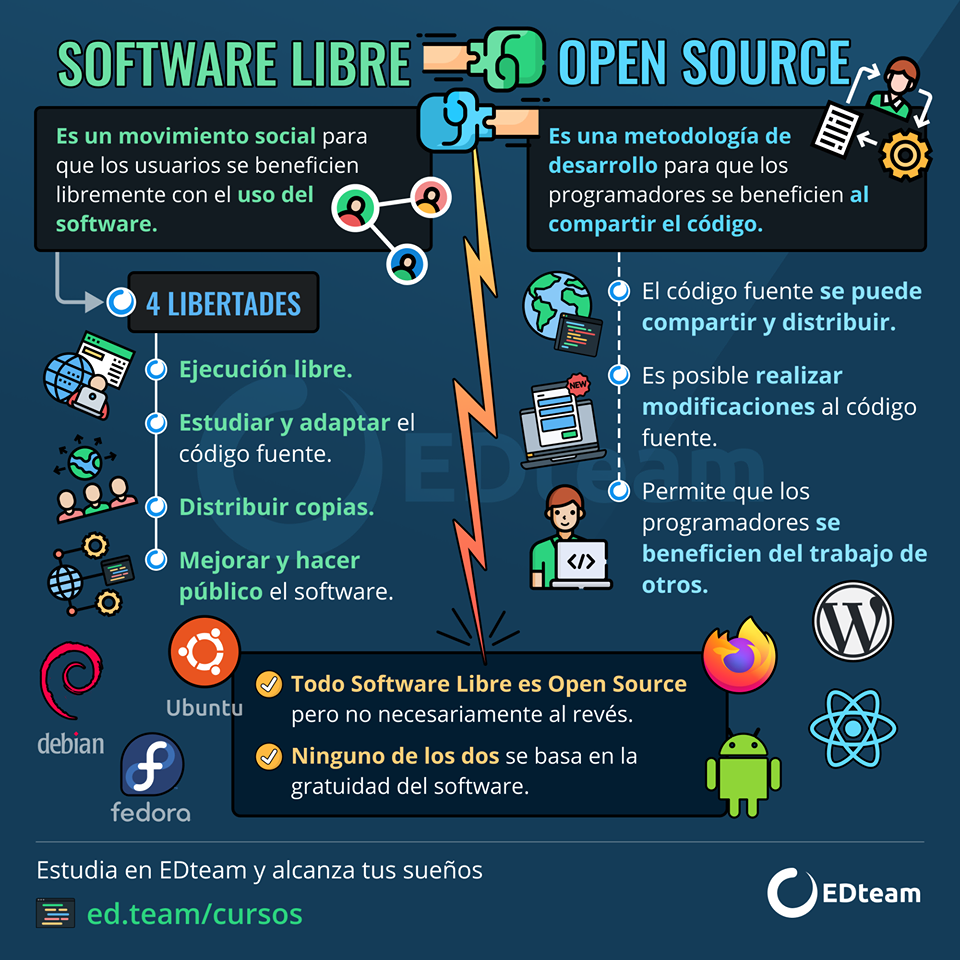 SOFTWARE LIBRE
OPEN SOURCE
Es un movimiento social para
que los usuarios se beneficien
libremente con el uso del
software.
Es una metodología de
desarrollo para que los
programadores se beneficien al
compartir el código.
4 LIBERTADES
Ejecución libre.
Estudiar y adaptar el
código fuente.
Distribuir copias.
Mejorar y hacer
público el software.
El código fuente se puede
compartir y distribuir.
NEW
Es posible realizar
modificaciones al código
fuente.
Permite que los
programadores se
beneficien del trabajo de
otros.
</>
EDteam
debian
Ubuntu
fedora
Todo Software Libre es Open Source
pero no necesariamente al revés.
Ninguno de los dos se basa en la
gratuidad del software.
Estudia en EDteam y alcanza tus sueños
ed.team/cursos
EDteam